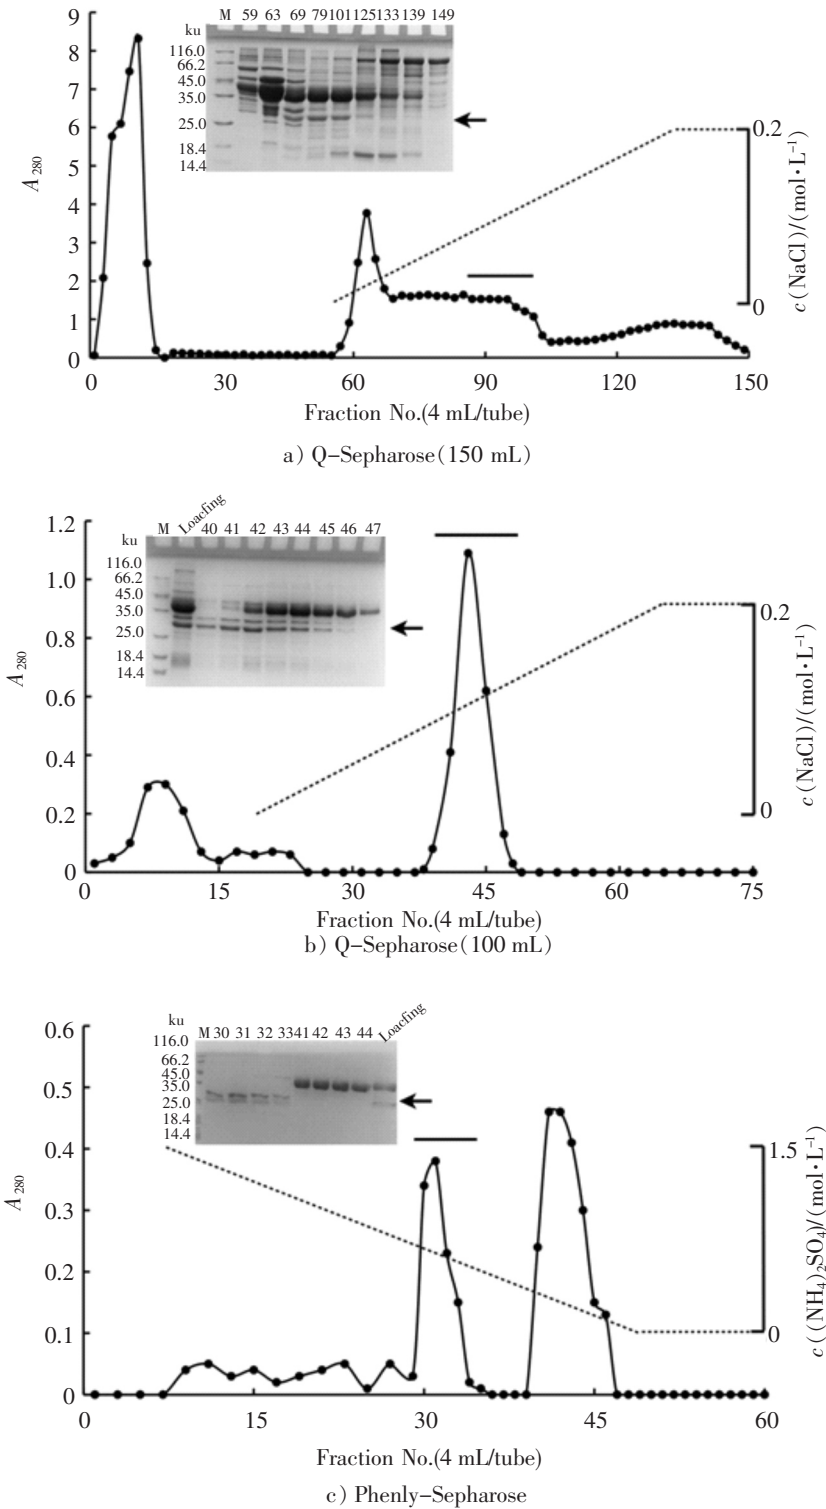 M 59 63 69 79 101 125 133 139 149
ku
116.0
66.2
45.0
35.0
25.0
18.4
14.4
9
8
7
6
5
4
3
2
1
0
A280
0.2
0
c(NaCl)/(mol·L−1)
0 30 60 90 120 150
Fraction No.(4 mL/tube)
a) Q–Sepharose(150 mL)
M Loacfing 40 41 42 43 44 45 46 47
ku
116.0
66.2
45.0
35.0
25.0
18.4
14.4
1.2
1.0
0.8
0.6
0.4
0.2
0
A280
0.2
0
c(NaCl)/(mol·L−1)
0 15 30 45 60 75
Fraction No.(4 mL/tube)
b) Q–Sepharose(100 mL)
ku
M 30 31 32 33 41 42 43 44 Loacfing
116.0
66.2
45.0
35.0
25.0
18.4
14.4
0.6
0.5
0.4
0.3
0.2
0.1
0
A280
1.5
0
c((NH4)2SO4)/(mol·L−1)
0 15 30 45 60
Fraction No.(4 mL/tube)
c) Phenly–Sepharose